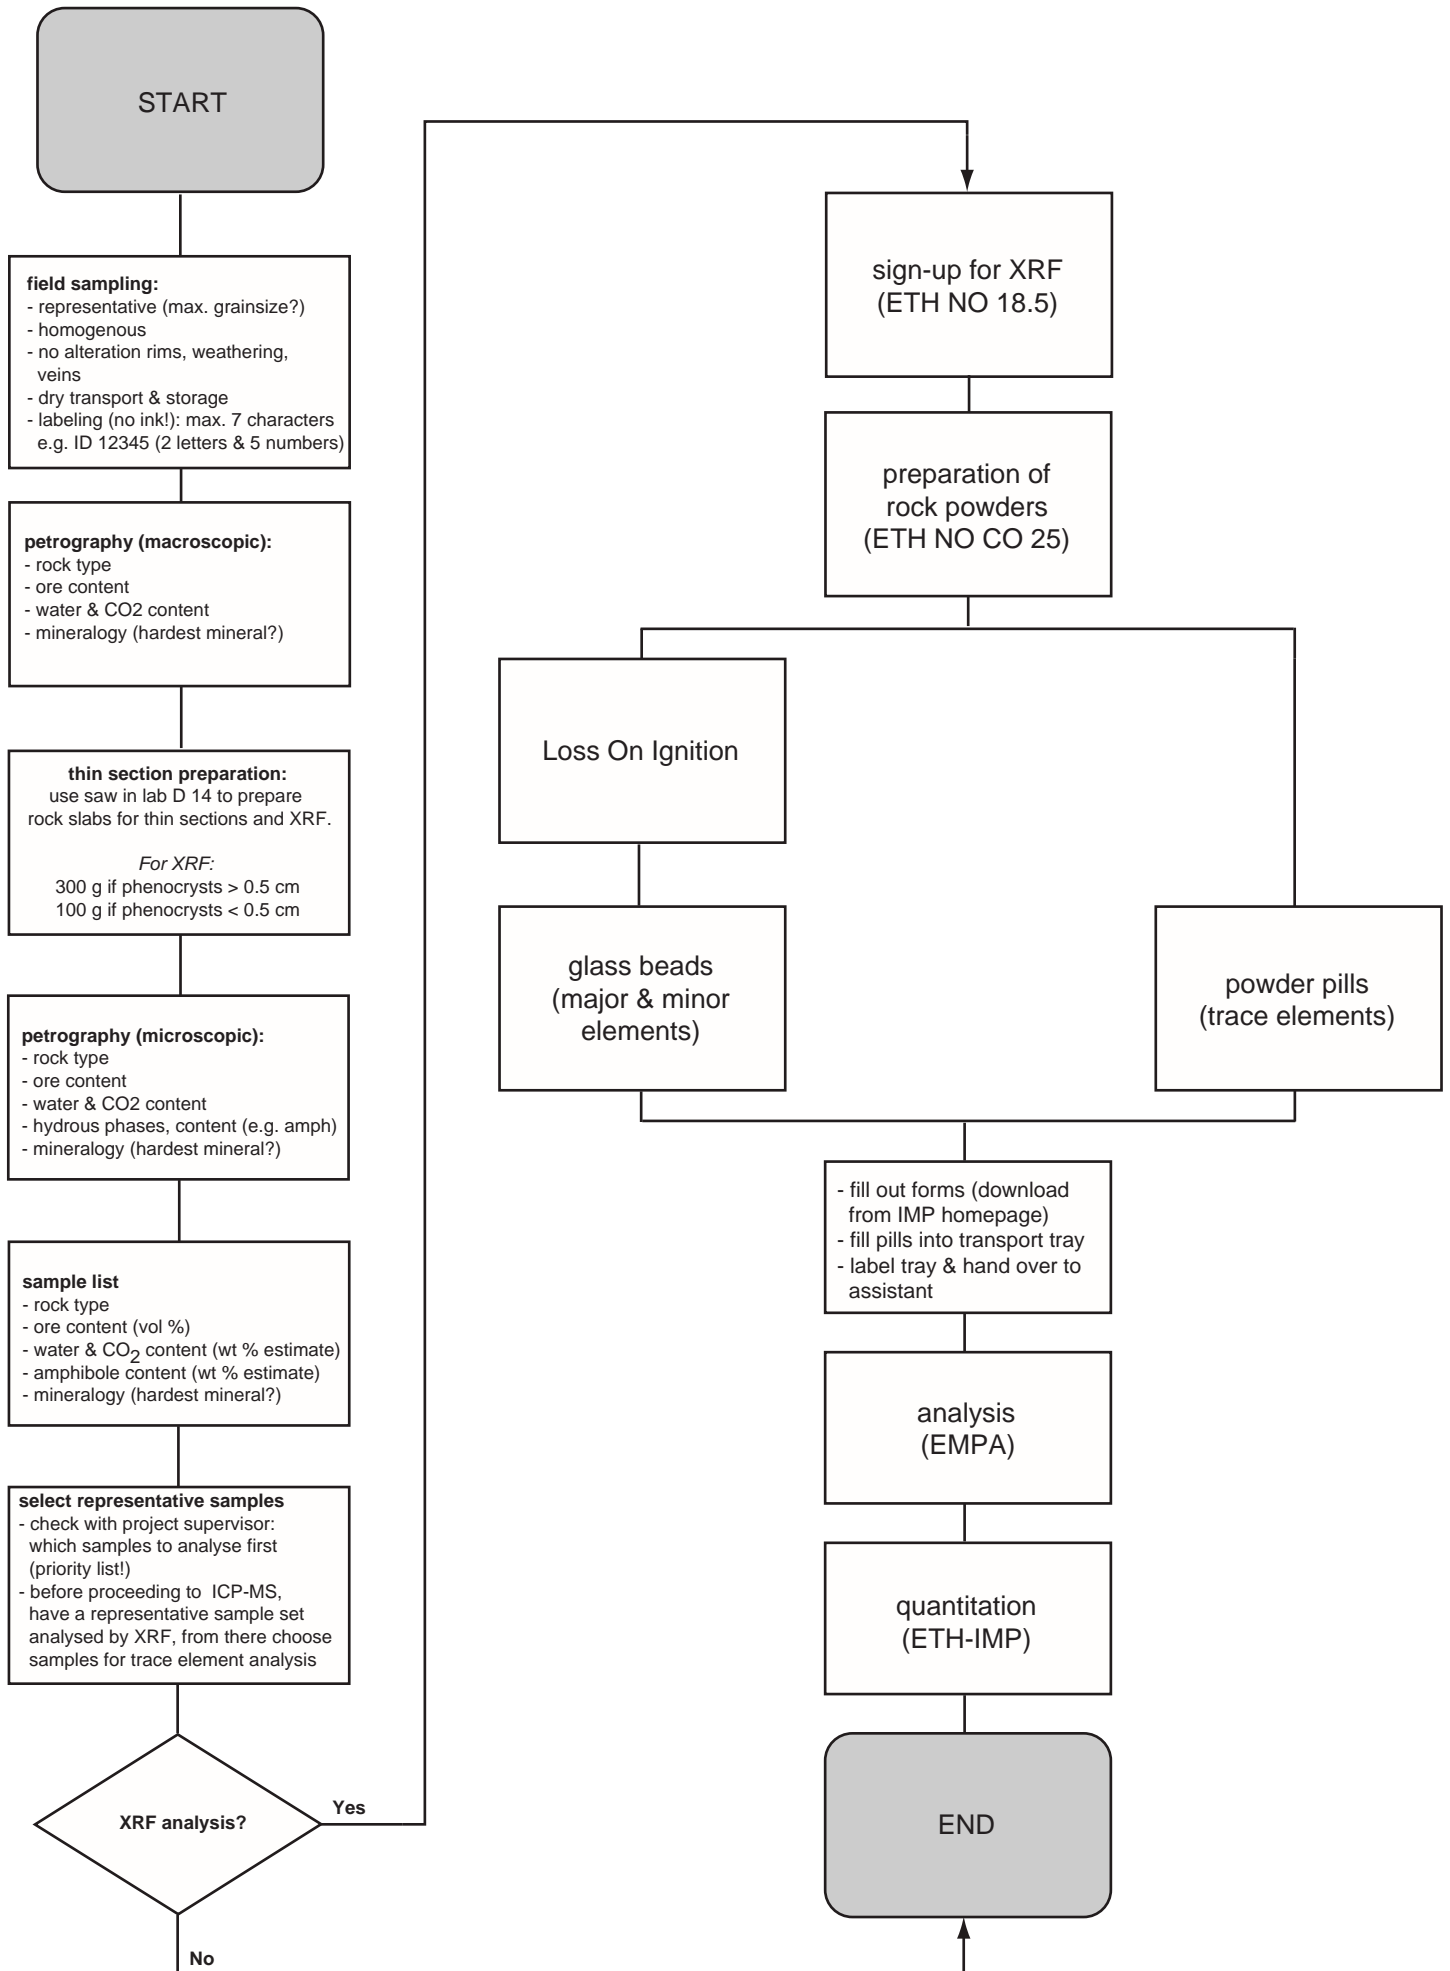 START
field sampling:
- representative (max. grainsize?)
- homogenous
- no alteration rims, weathering,
veins
- dry transport & storage
- labeling (no ink!): max. 7 characters
e.g. ID 12345 (2 letters & 5 numbers)
petrography (macroscopic):
- rock type
- ore content
- water & CO2 content
- mineralogy (hardest mineral?)
thin section preparation:
use saw in lab D 14 to prepare
rock slabs for thin sections and XRF.
For XRF:
300 g if phenocrysts > 0.5 cm
100 g if phenocrysts < 0.5 cm
petrography (microscopic):
- rock type
- ore content
- water & CO2 content
- hydrous phases, content (e.g. amph)
- mineralogy (hardest mineral?)
sample list
- rock type
- ore content (vol %)
- water & CO2 content (wt % estimate)
- amphibole content (wt % estimate)
- mineralogy (hardest mineral?)
select representative samples
- check with project supervisor:
which samples to analyse first
(priority list!)
- before proceeding to ICP-MS,
have a representative sample set
analysed by XRF, from there choose
samples for trace element analysis
XRF analysis?
Yes
No
sign-up for XRF
(ETH NO 18.5)
preparation of
rock powders
(ETH NO CO 25)
Loss On Ignition
glass beads
(major & minor
elements)
powder pills
(trace elements)
- fill out forms (download
from IMP homepage)
- fill pills into transport tray
- label tray & hand over to
assistant
analysis
(EMPA)
quantitation
(ETH-IMP)
END